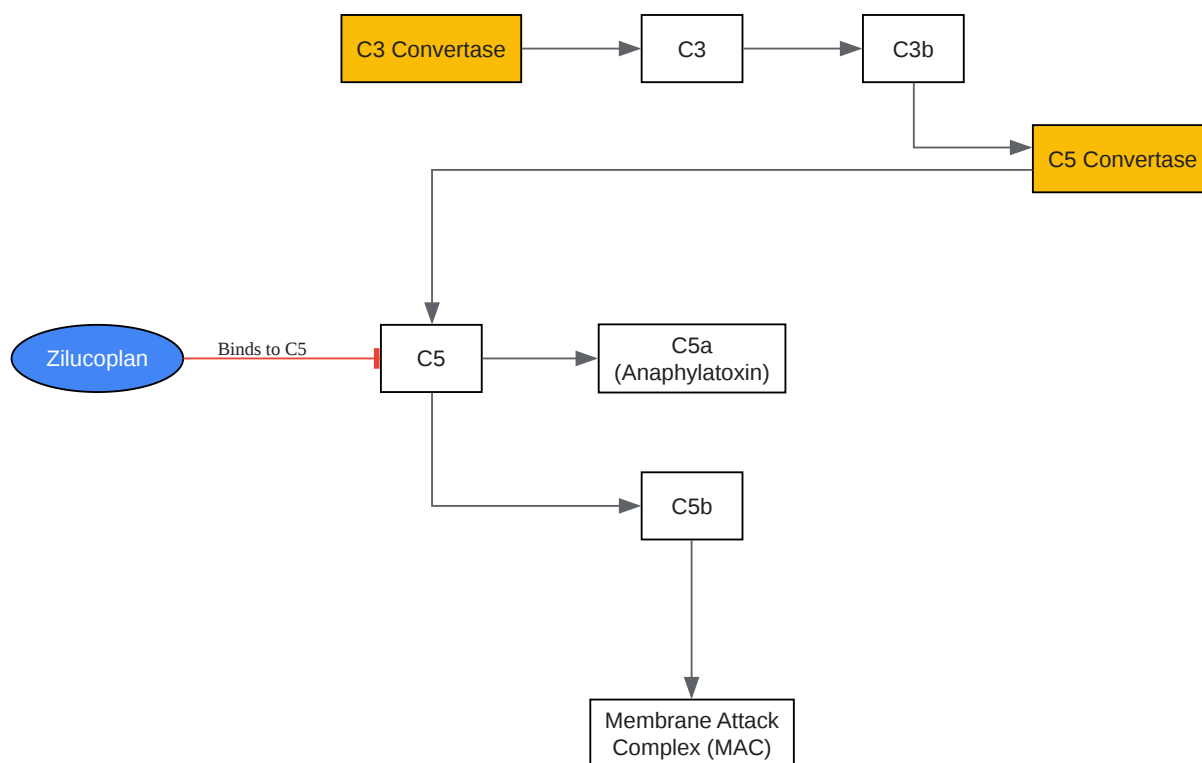 C3 Convertase
C3
C3b
C5 Convertase
Zilucoplan
Binds to C5
C5
C5a
(Anaphylatoxin)
C5b
Membrane Attack
Complex (MAC)